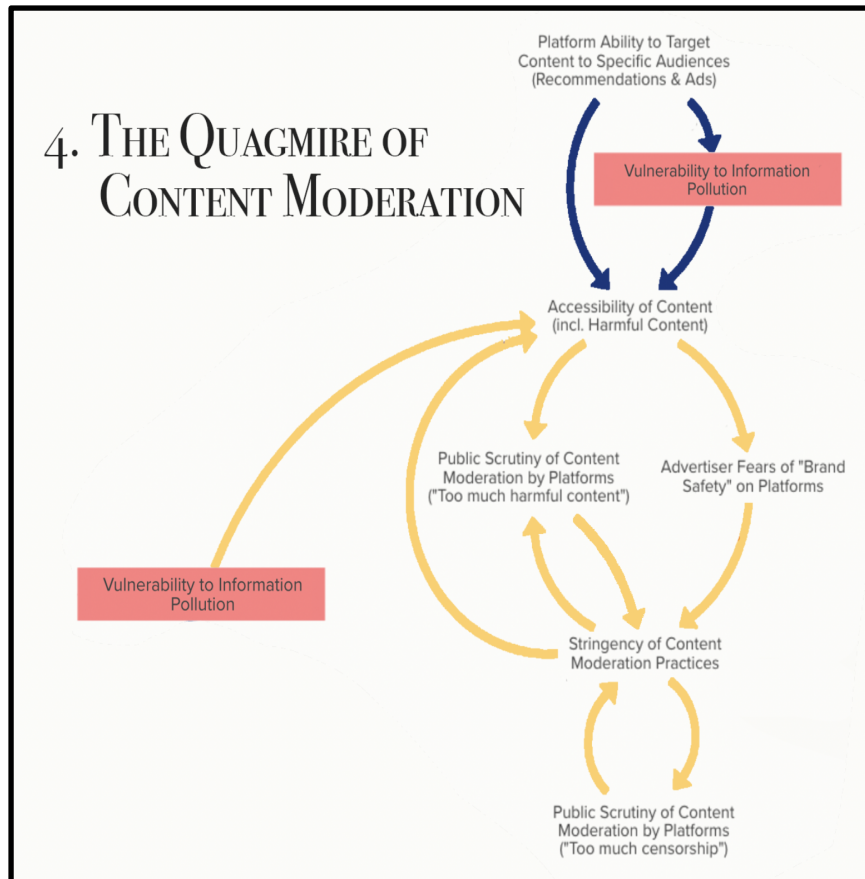 Platform Ability to Target
Content to Specific Audiences
(Recommendations & Ads)
4. The Quagmire of
Content Moderation
Vulnerability to Information
Pollution
Accessibility of Content
(incl. Harmful Content)
Public Scrutiny of Content
Moderation by Platforms
("Too much harmful content")
Advertiser Fears of "Brand
Safety" on Platforms
Vulnerability to Information
Pollution
Stringency of Content
Moderation Practices
Public Scrutiny of Content
Moderation by Platforms
("Too much censorship")